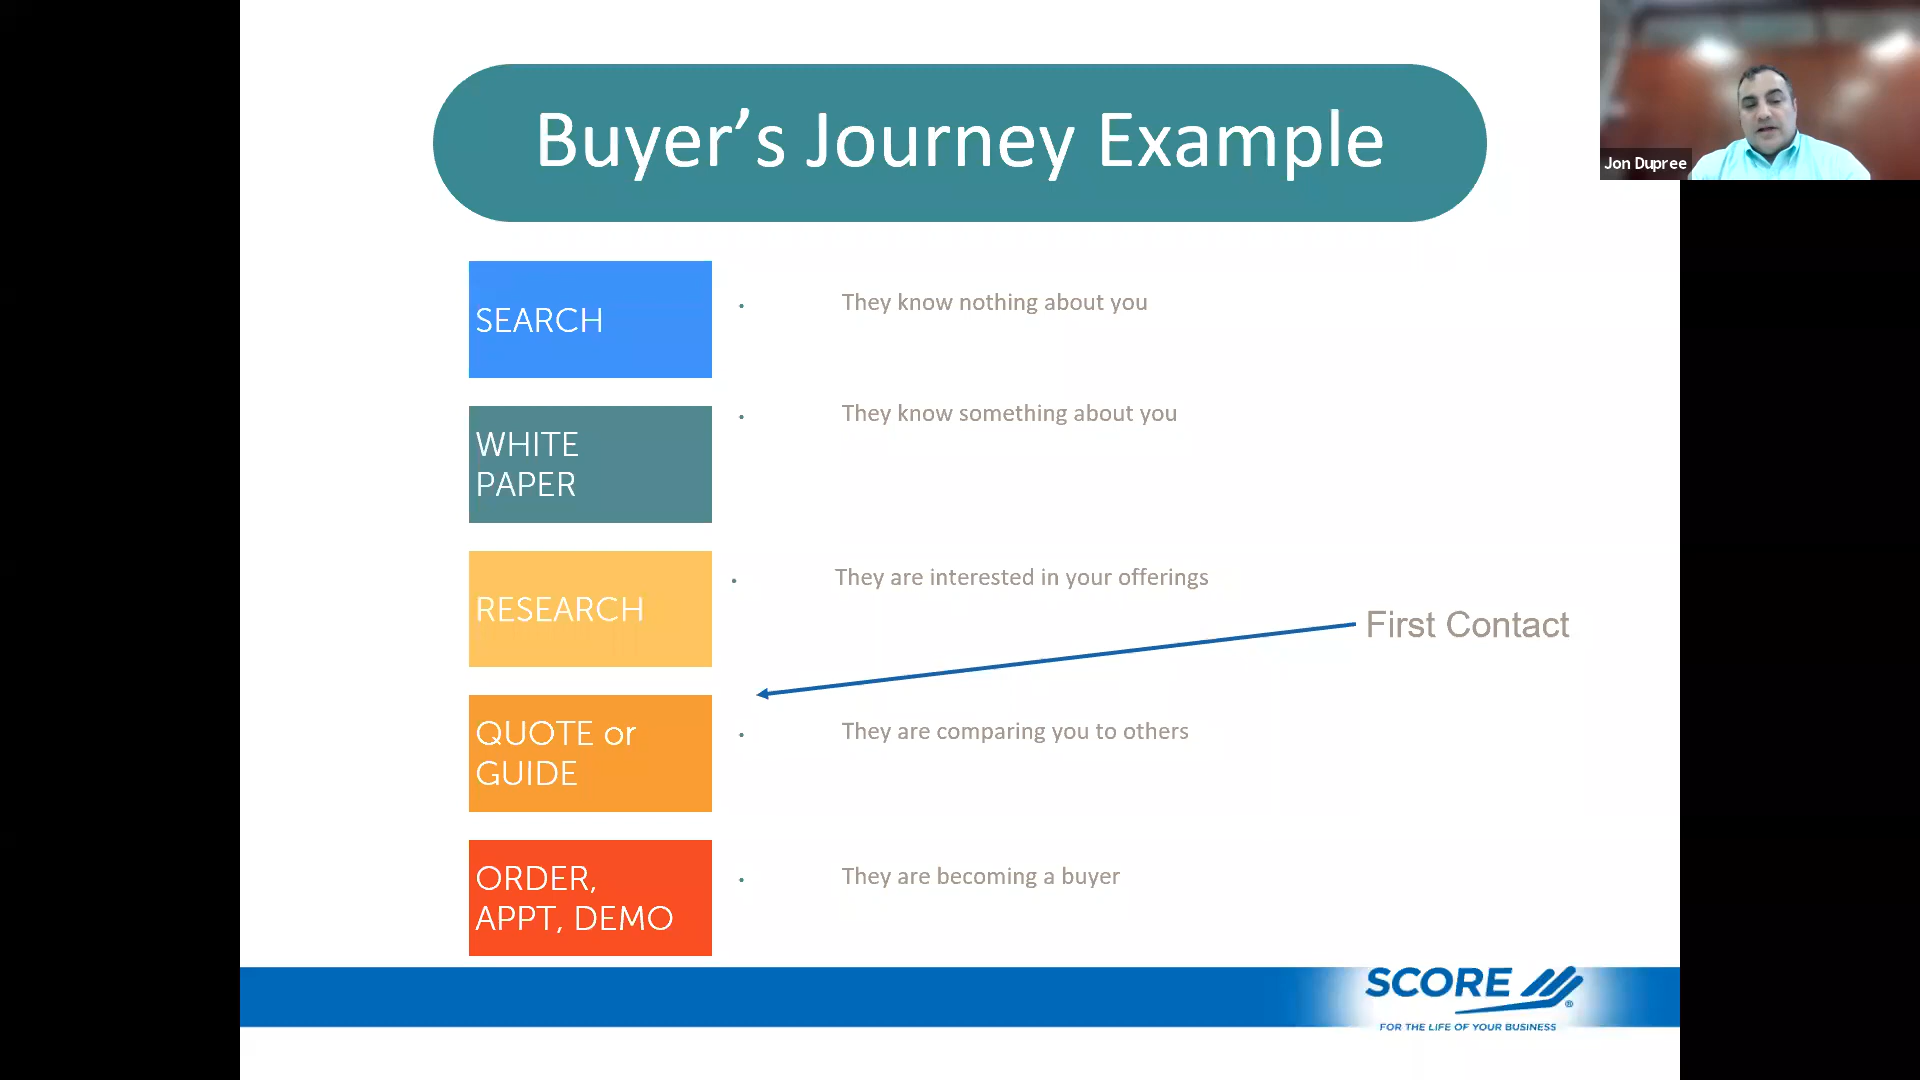 Buyer’s Journey Example
Jon Dupree
SEARCH
• They know nothing about you
WHITE
PAPER
• They know something about you
RESEARCH
• They are interested in your offerings
First Contact
QUOTE or
GUIDE
• They are comparing you to others
ORDER,
APPT, DEMO
• They are becoming a buyer
SCORE ®
FOR THE LIFE OF YOUR BUSINESS